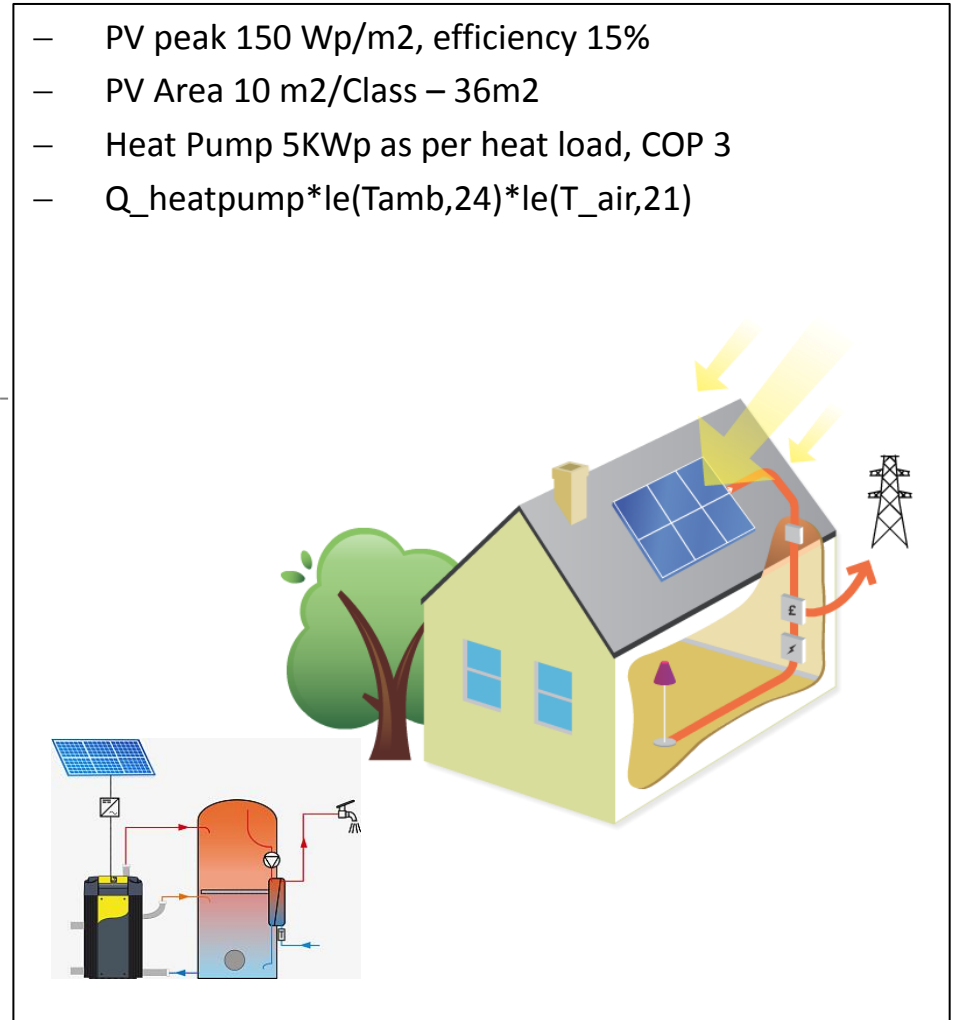 – PV peak 150 Wp/m2, efficiency 15%
– PV Area 10 m2/Class – 36m2
– Heat Pump 5KWp as per heat load, COP 3
– Q_heatpump*le(Tamb,24)*le(T_air,21)
£